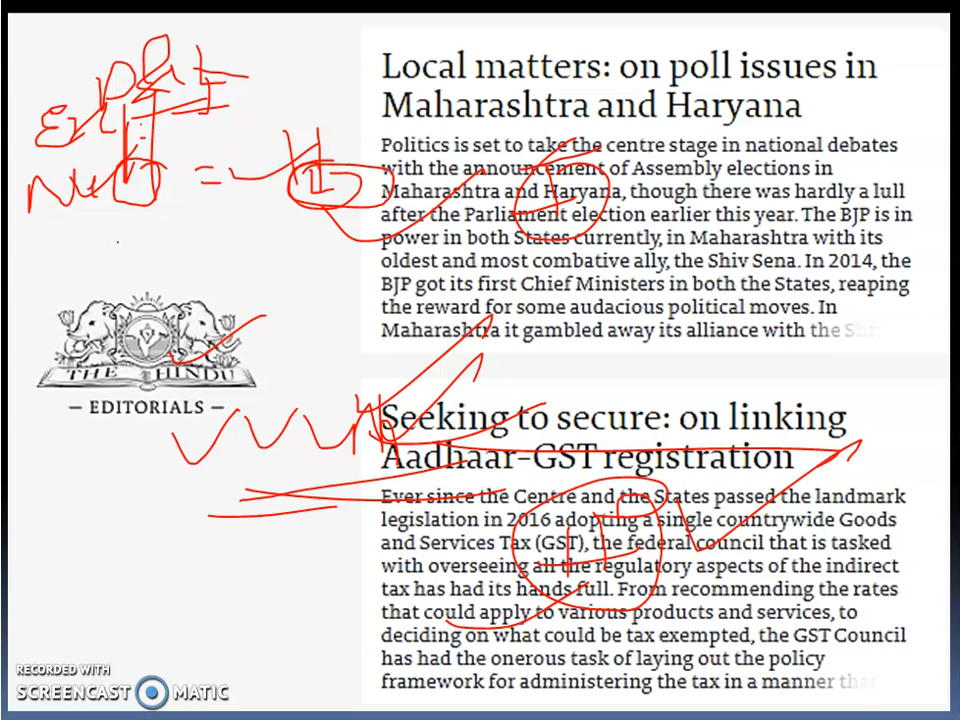 Local matters: on poll issues in
Maharashtra and Haryana
Politics is set to take the centre stage in national debates
with the announcement of Assembly elections in
Maharashtra and Haryana, though there was hardly a lull
after the Parliament election earlier this year. The BJP is in
power in both States currently, in Maharashtra with its
oldest and most combative ally, the Shiv Sena. In 2014, the
BJP got its first Chief Ministers in both the States, reaping
the reward for some audacious political moves. In
Maharashtra it gambled away its alliance with the
THE HINDU
— EDITORIALS —
Seeking to secure: on linking
Aadhaar-GST registration
Ever since the Centre and the States passed the landmark
legislation in 2016 adopting a single countrywide Goods
and Services Tax (GST), the federal council that is tasked
with overseeing all the regulatory aspects of the indirect
tax has had its hands full. From recommending the rates
that could apply to various products and services, to
deciding on what could be tax exempted, the GST Council
has had the onerous task of laying out the policy
framework for administering the tax in a manner
RECORDED WITH
SCREENCAST MATIC